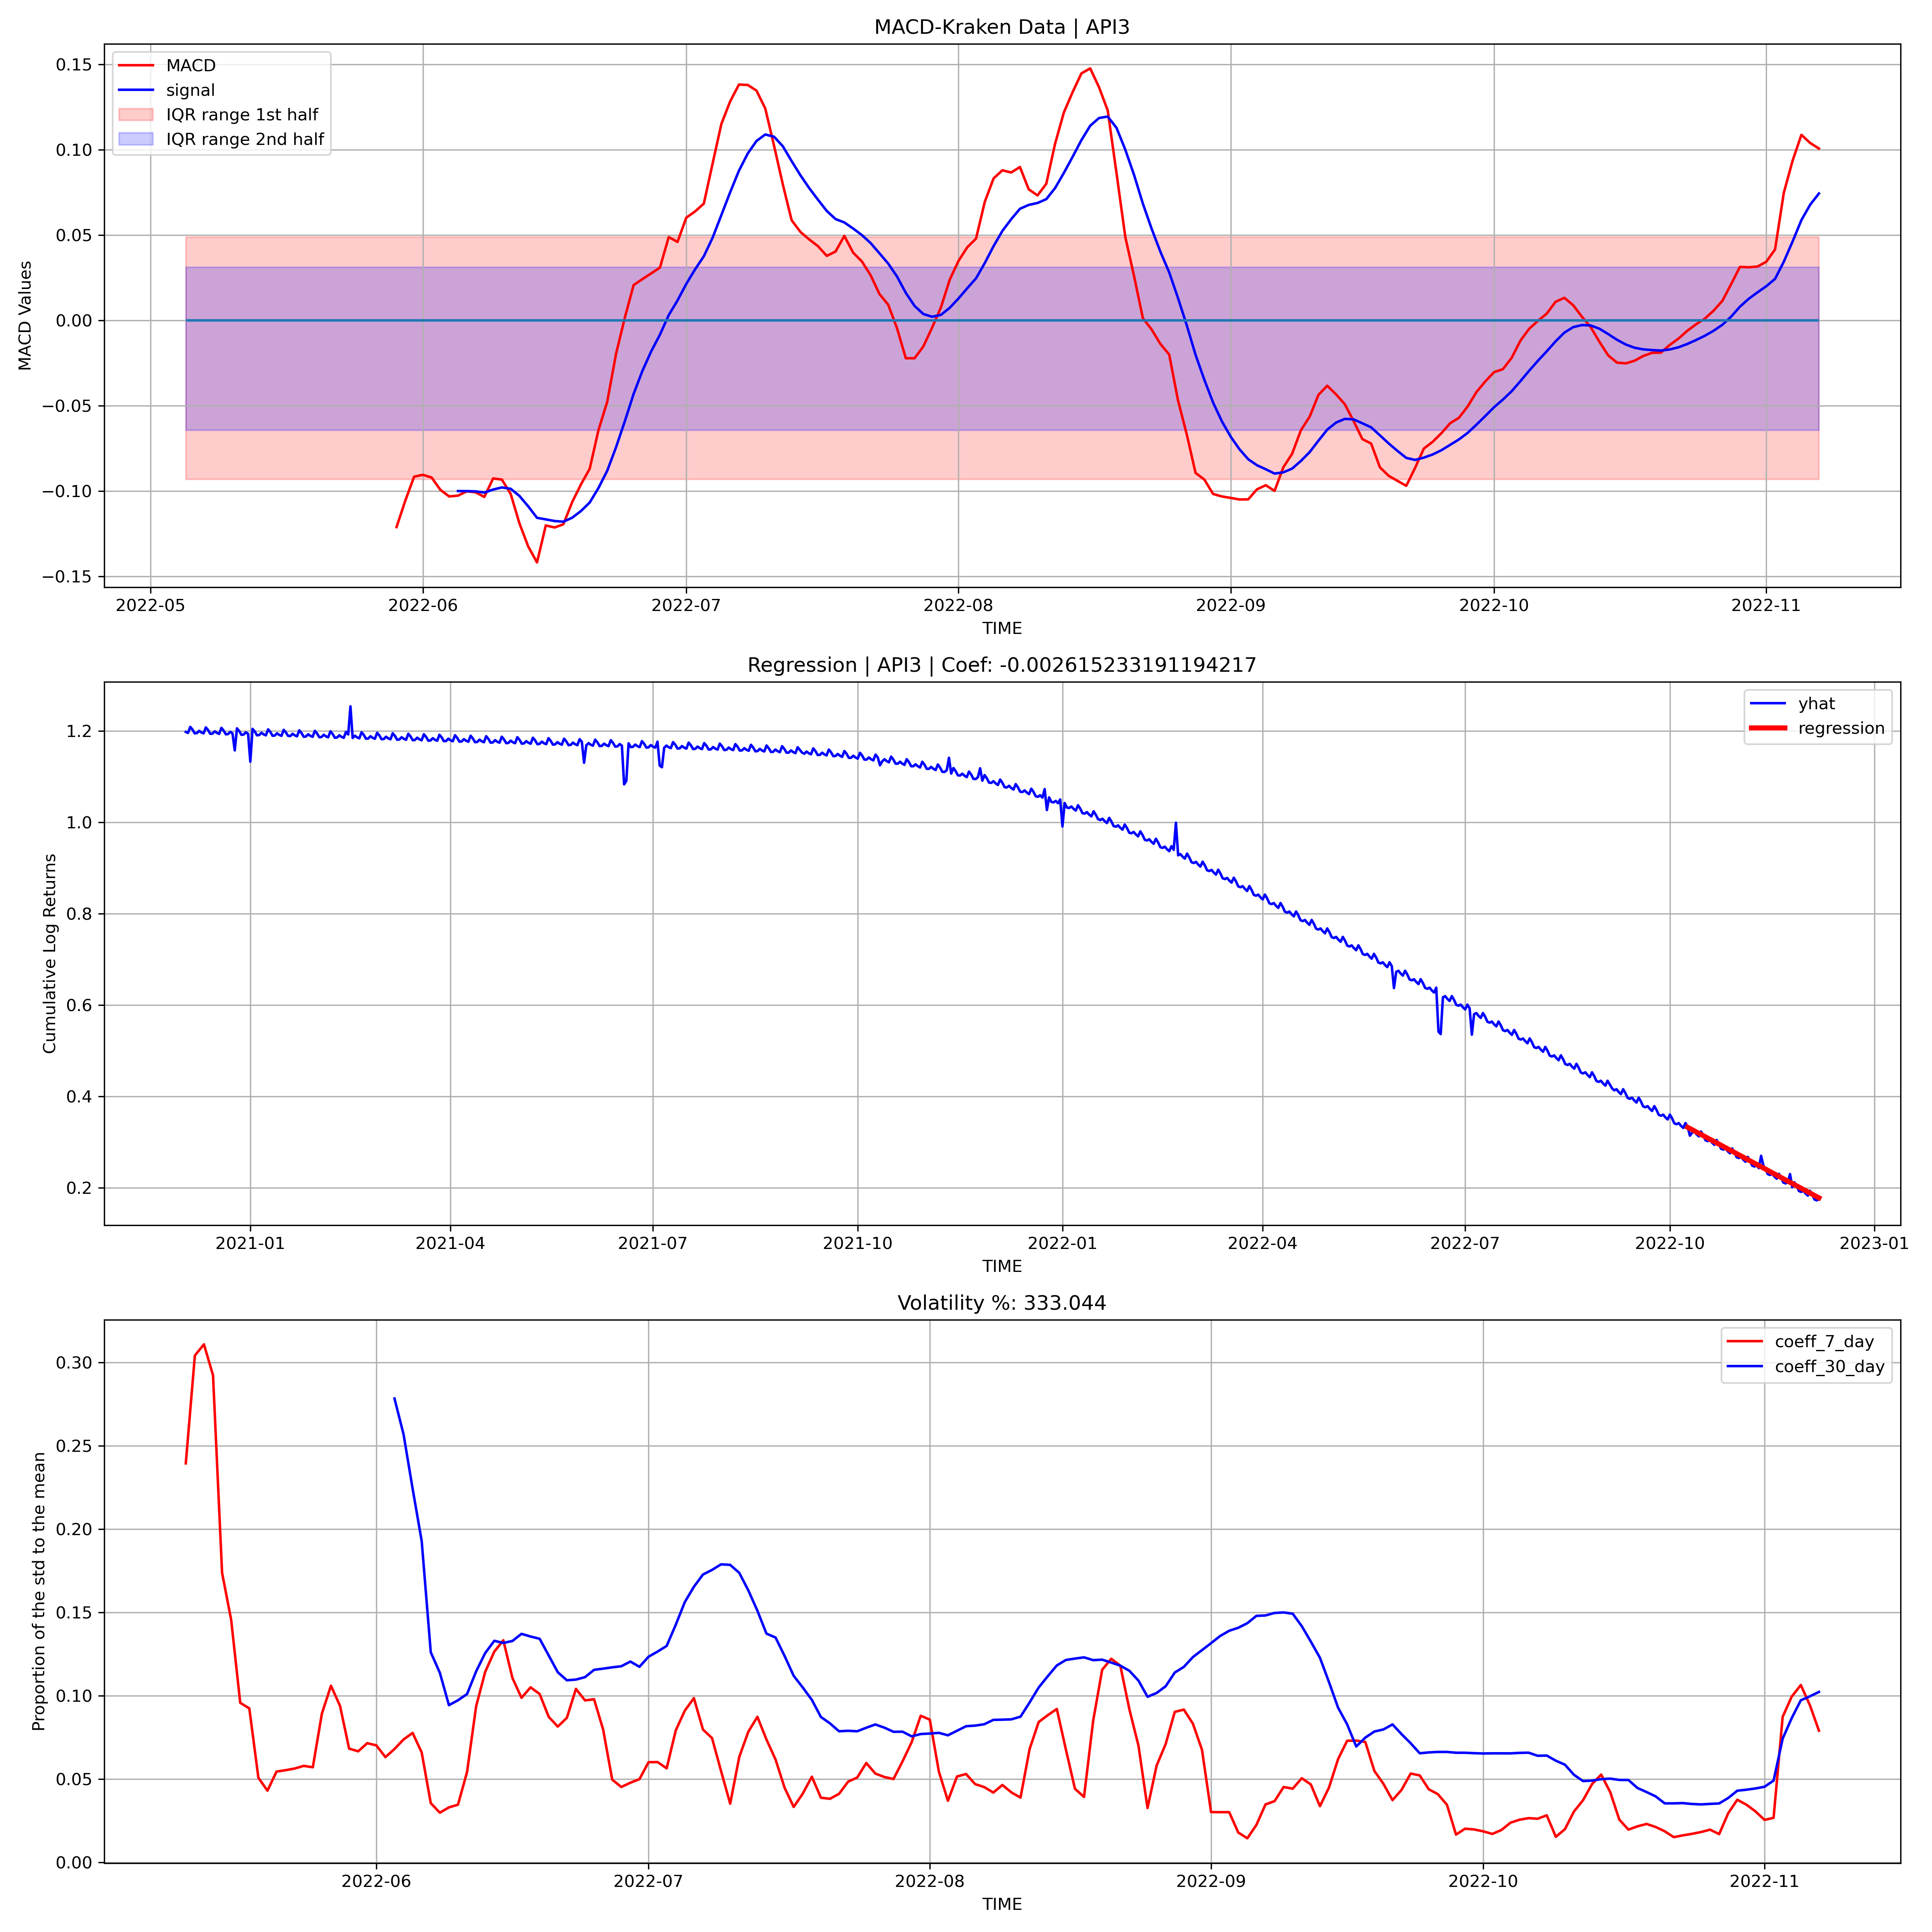 MACD-Kraken Data | API3
MACD
signal
IQR range 1st half
IQR range 2nd half
MACD Values
0.15
0.10
0.05
0.00
−0.05
−0.10
−0.15
2022-05 2022-06 2022-07 2022-08 2022-09 2022-10 2022-11
TIME
Regression | API3 | Coef: -0.002615233191194217
yhat
regression
Cumulative Log Returns
1.2
1.0
0.8
0.6
0.4
0.2
2021-01 2021-04 2021-07 2021-10 2022-01 2022-04 2022-07 2022-10 2023-01
TIME
Volatility %: 333.044
coeff_7_day
coeff_30_day
Proportion of the std to the mean
0.30
0.25
0.20
0.15
0.10
0.05
0.00
2022-06 2022-07 2022-08 2022-09 2022-10 2022-11
TIME